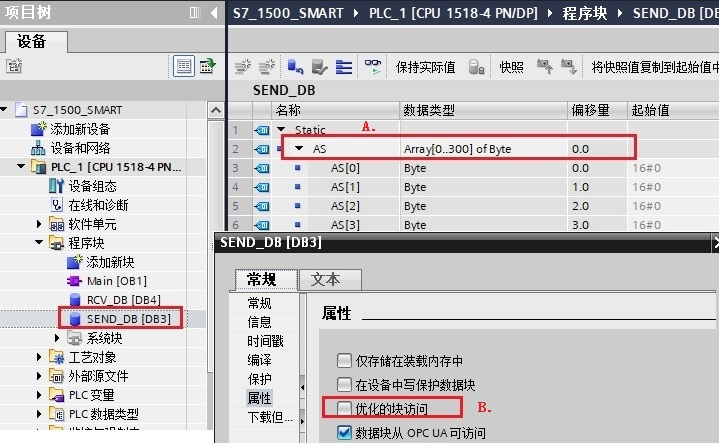 项目树
S7_1500_SMART ▸ PLC_1 [CPU 1518-4 PN/DP] ▸ 程序块 ▸ SEND_DB [DB
设备
保持实际值
快照
将快照值复制到起始值中
SEND_DB
名称 数据类型 偏移量 起始值
A.
1 Static
2 AS Array[0..300] of Byte 0.0
3 AS[0] Byte 0.0 16#0
4 AS[1] Byte 1.0 16#0
5 AS[2] Byte 2.0 16#0
6 AS[3] Byte 3.0 16#0
S7_1500_SMART
添加新设备
设备和网络
PLC_1 [CPU 1518-4 PN...
设备组态
在线和诊断
软件单元
程序块
添加新块
Main [OB1]
RCV_DB [DB4]
SEND_DB [DB3]
系统块
工艺对象
外部源文件
PLC 变量
PLC 数据类型
SEND_DB [DB3]
常规 文本
常规
信息
时间戳
编译
保护
属性
下载但...
属性
仅存储在装载内存中
在设备中写保护数据块
优化的块访问 B.
数据块从 OPC UA 可访问